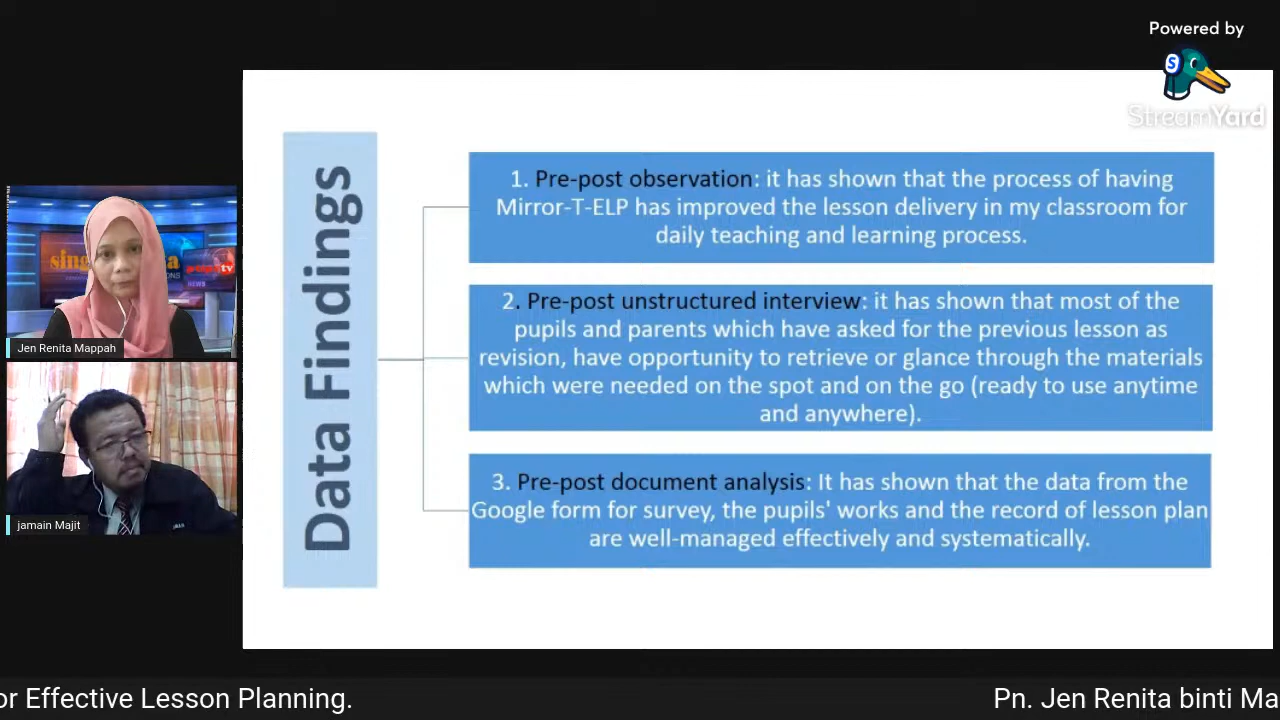 Powered by
StreamYard
Data Findings
1. Pre-post observation: it has shown that the process of having
Mirror-T-ELP has improved the lesson delivery in my classroom for
daily teaching and learning process.
2. Pre-post unstructured interview: it has shown that most of the
pupils and parents which have asked for the previous lesson as
revision, have opportunity to retrieve or glance through the materials
which were needed on the spot and on the go (ready to use anytime
and anywhere).
3. Pre-post document analysis: It has shown that the data from the
Google form for survey, the pupils' works and the record of lesson plan
are well-managed effectively and systematically.
NEWS
Jen Renita Mappah
jamain Majit
or Effective Lesson Planning.
Pn. Jen Renita binti Ma